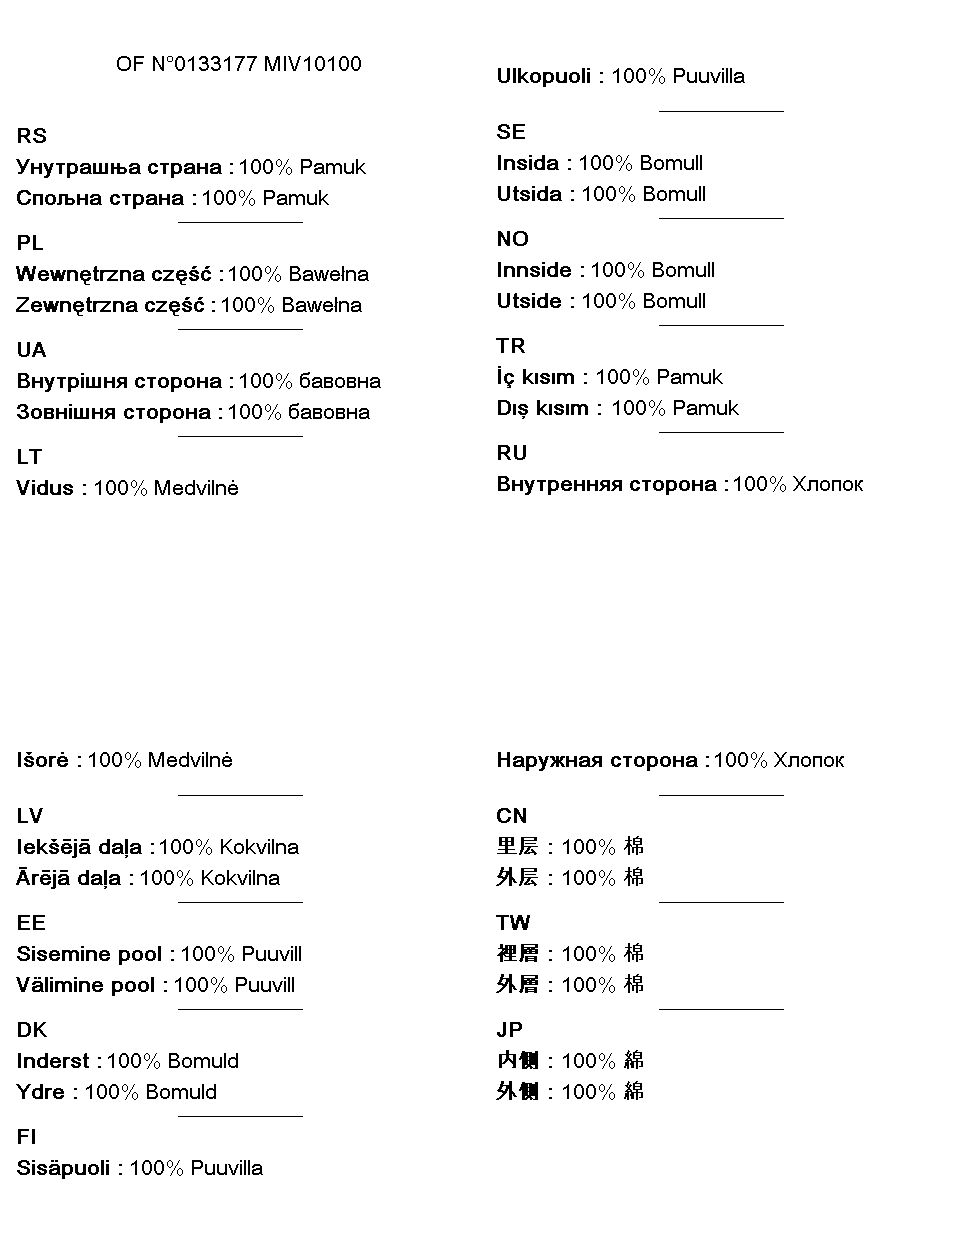 OF N°0133177 MIV10100
RS
Унутрашња страна : 100% Pamuk
Спољна страна : 100% Pamuk
PL
Wewnętrzna część : 100% Bawełna
Zewnętrzna część : 100% Bawełna
UA
Внутрішня сторона : 100% бавовна
Зовнішня сторона : 100% бавовна
LT
Vidus : 100% Medvilnė
Išorė : 100% Medvilnė
LV
Iekšējā daļa : 100% Kokvilna
Ārējā daļa : 100% Kokvilna
EE
Sisemine pool : 100% Puuvill
Välimine pool : 100% Puuvill
DK
Inderst : 100% Bomuld
Ydre : 100% Bomuld
FI
Sisäpuoli : 100% Puuvilla
Ulkopuoli : 100% Puuvilla
SE
Insida : 100% Bomull
Utsida : 100% Bomull
NO
Innside : 100% Bomull
Utside : 100% Bomull
TR
İç kısım : 100% Pamuk
Dış kısım : 100% Pamuk
RU
Внутренняя сторона : 100% Хлопок
Наружная сторона : 100% Хлопок
CN
里层 : 100% 棉
外层 : 100% 棉
TW
裡層 : 100% 棉
外層 : 100% 棉
JP
内側 : 100% 綿
外側 : 100% 綿